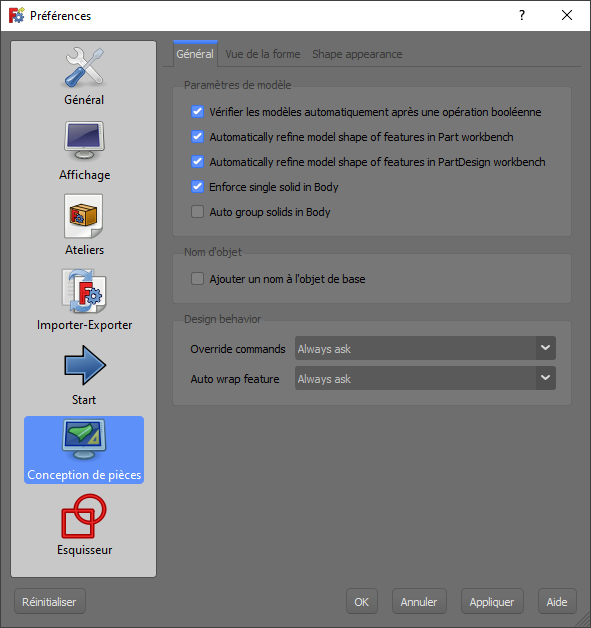 Préférences
?
Général
Affichage
Ateliers
Importer-Exporter
Start
Conception de pièces
Esquisseur
Général Vue de la forme Shape appearance
Paramètres de modèle
Vérifier les modèles automatiquement après une opération booléenne
Automatically refine model shape of features in Part workbench
Automatically refine model shape of features in PartDesign workbench
Enforce single solid in Body
Auto group solids in Body
Nom d'objet
Ajouter un nom à l'objet de base
Design behavior
Override commands Always ask
Auto wrap feature Always ask
Réinitialiser OK Annuler Appliquer Aide